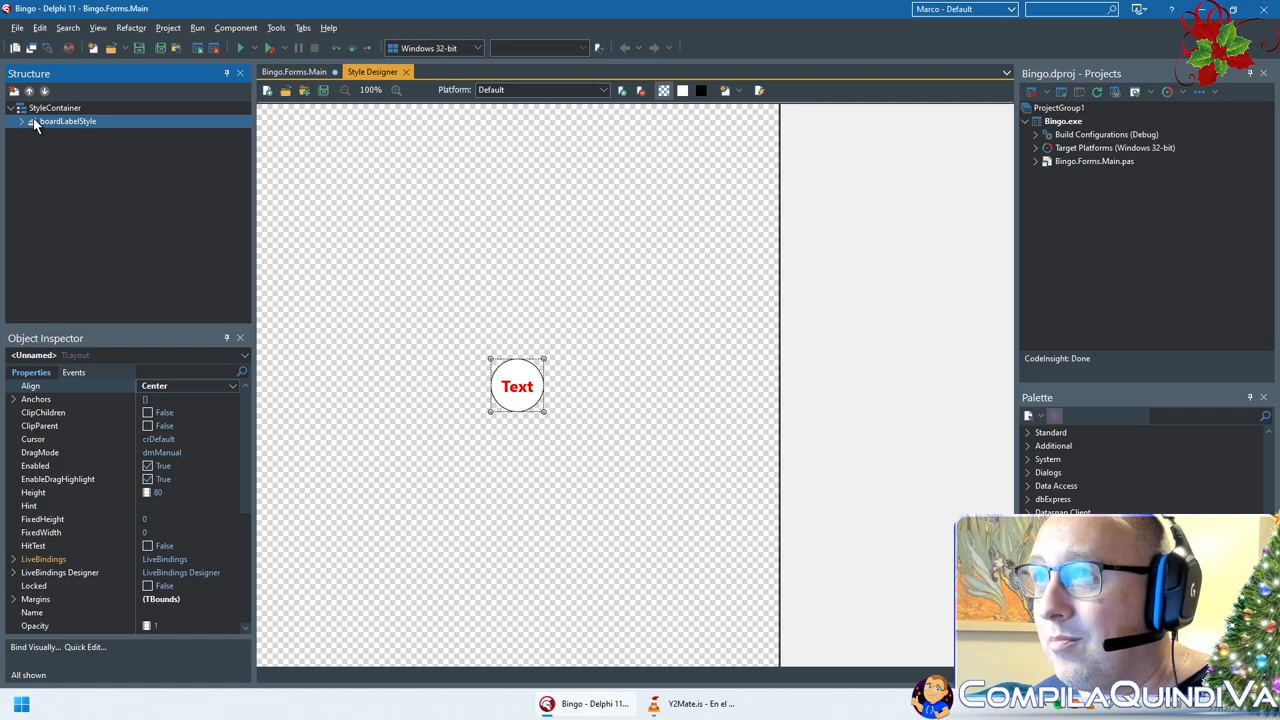 Bingo - Delphi 11 - Bingo.Forms.Main
Marco - Default
File Edit Search View Refactor Project Run Component Tools Tabs Help
Windows 32-bit
Structure
Bingo.Forms.Main
Style Designer
Bingo.dproj - Projects
100%
Platform: Default
StyleContainer
boardLabelStyle
ProjectGroup1
Bingo.exe
Build Configurations (Debug)
Target Platforms (Windows 32-bit)
Bingo.Forms.Main.pas
Text
CodeInsight: Done
Object Inspector
<Unnamed> TLayout
Properties Events
Align Center
Anchors []
ClipChildren False
ClipParent False
Cursor crDefault
DragMode dmManual
Enabled True
EnableDragHighlight True
Height 80
Hint
FixedHeight 0
FixedWidth 0
HitTest False
LiveBindings LiveBindings
LiveBindings Designer LiveBindings Designer
Locked False
Margins (TBounds)
Name
Opacity 1
Bind Visually... Quick Edit...
All shown
Palette
Standard
Additional
System
Dialogs
Data Access
dbExpress
Datasnap Client
Bingo - Delphi 11...
Y2Mate.is - En el ...
CompilaQuindiVa